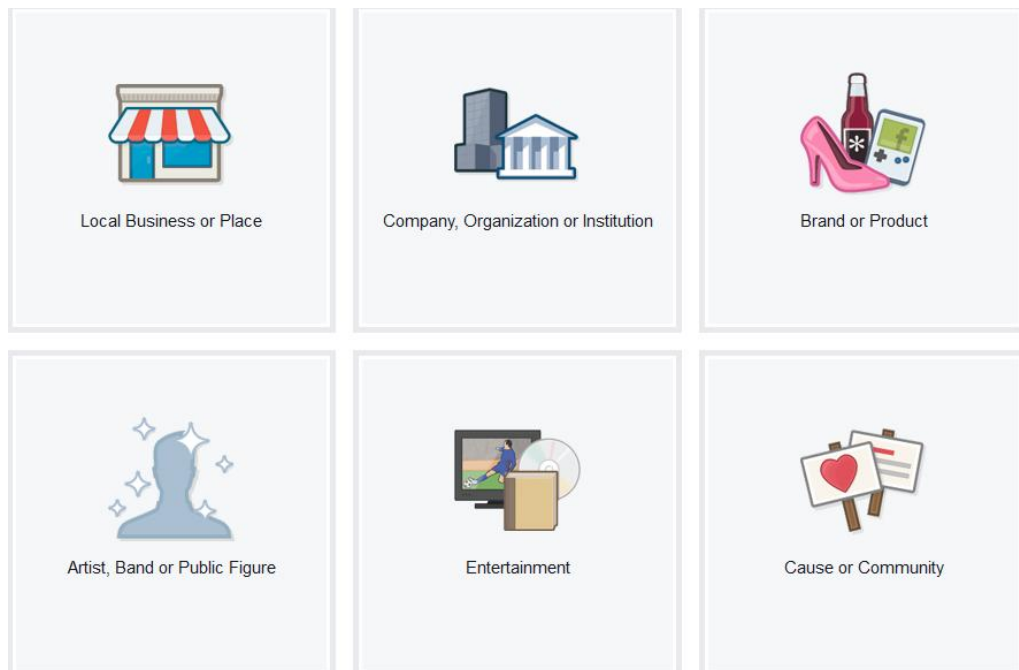 Local Business or Place
Company, Organization or Institution
Brand or Product
Artist, Band or Public Figure
Entertainment
Cause or Community